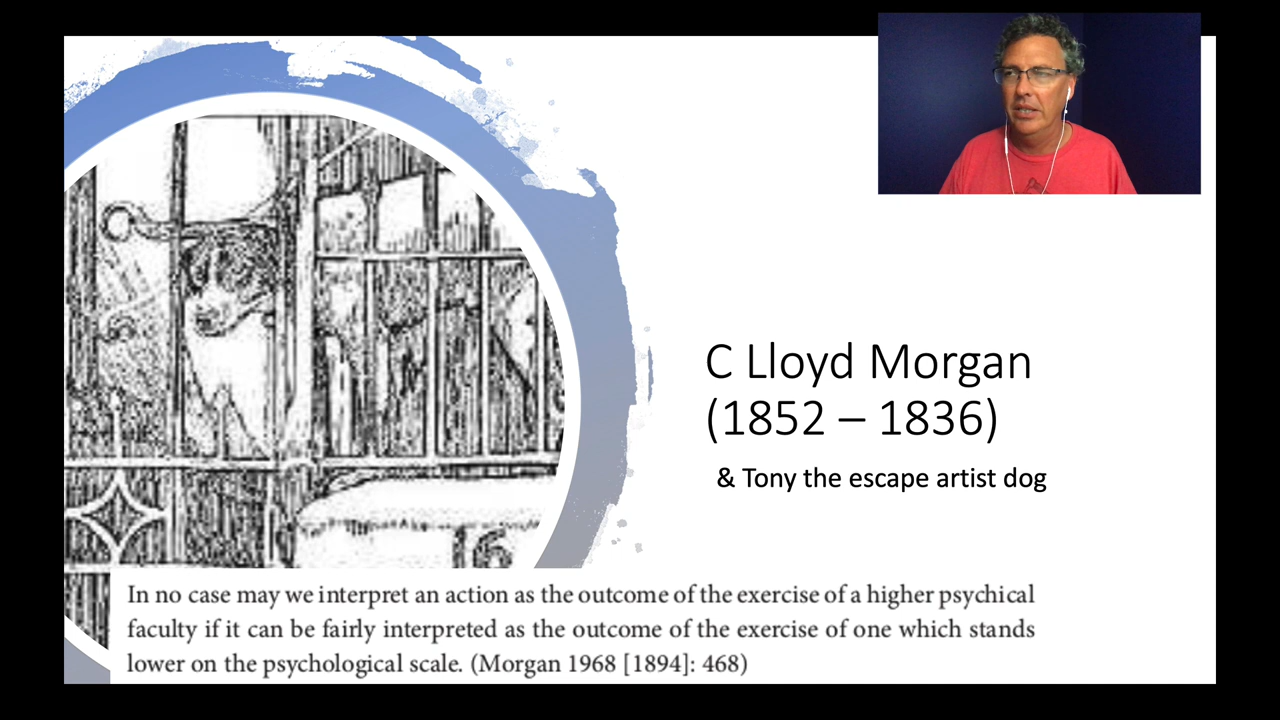 C Lloyd Morgan
(1852 – 1836)
& Tony the escape artist dog
16
In no case may we interpret an action as the outcome of the exercise of a higher psychical
faculty if it can be fairly interpreted as the outcome of the exercise of one which stands
lower on the psychological scale. (Morgan 1968 [1894]: 468)